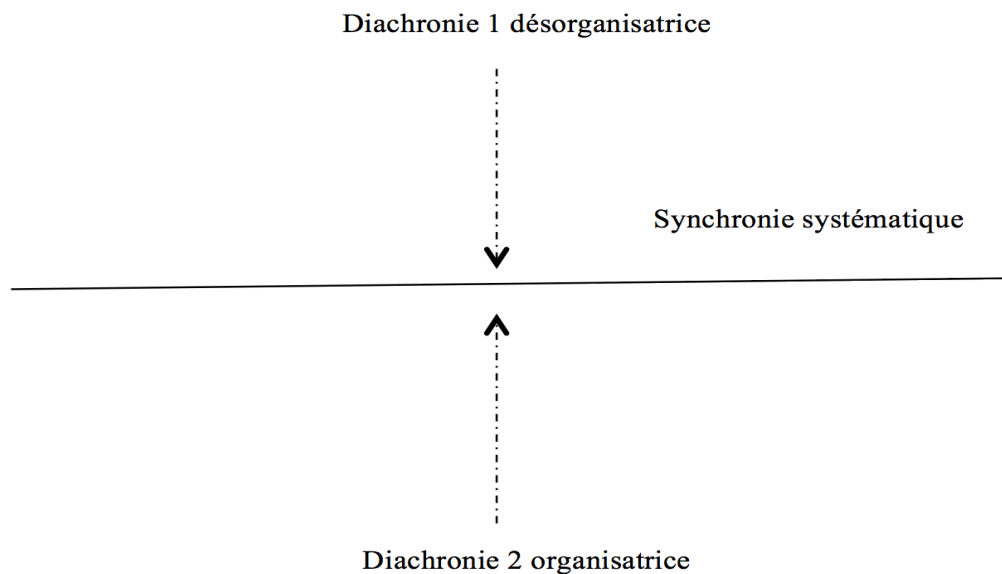 Diachronie 1 désorganisatrice
Synchronie systématique
Diachronie 2 organisatrice